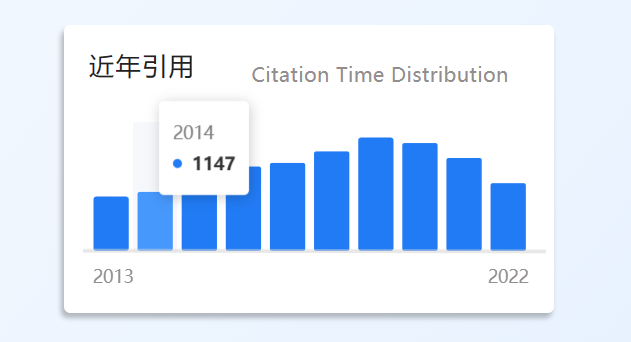 近年引用
Citation Time Distribution
2014
1147
2013
2022